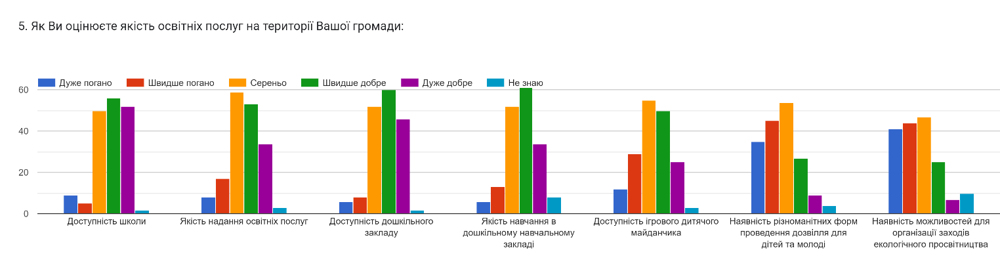 5. Як Ви оцінюєте якість освітніх послуг на території Вашої громади:
Дуже погано
Швидше погано
Сереньо
Швидше добре
Дуже добре
Не знаю
60
40
20
0
Доступність школи
Якість надання освітніх послуг
Доступність дошкільного
закладу
Якість навчання в
дошкільному навчальному
закладі
Доступність ігрового дитячого
майданчика
Наявність різноманітних форм
проведення дозвілля для
дітей та молоді
Наявність можливостей для
організації заходів
екологічного просвітництва